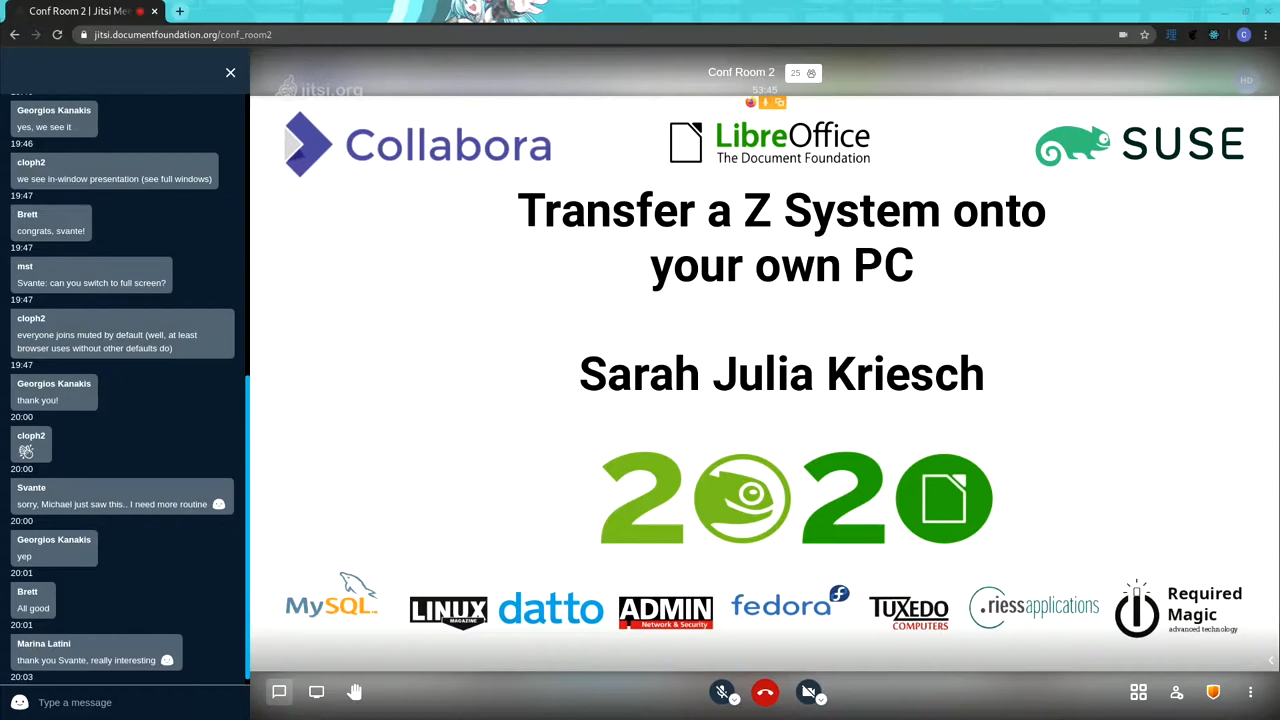 Conf Room 2 | Jitsi Me
jitsi.documentfoundation.org/conf_room2
Conf Room 2
25
HD
53:45
jitsi.org
Georgios Kanakis
yes, we see it
19:46
cloph2
we see in-window presentation (see full windows)
19:47
Brett
congrats, svante!
19:47
mst
Svante: can you switch to full screen?
19:47
cloph2
everyone joins muted by default (well, at least
browser uses without other defaults do)
19:47
Georgios Kanakis
thank you!
20:00
cloph2
20:00
Svante
sorry, Michael just saw this.. I need more routine
20:00
Georgios Kanakis
yep
20:01
Brett
All good
20:01
Marina Latini
thank you Svante, really interesting
20:03
Type a message
Collabora
LibreOffice
The Document Foundation
SUSE
Transfer a Z System onto
your own PC
Sarah Julia Kriesch
2020
MySQL
LINUX
MAGAZINE
datto
ADMIN
Network & Security
fedora
TUXEDO
COMPUTERS
.riessapplications
Required
Magic
advanced technology